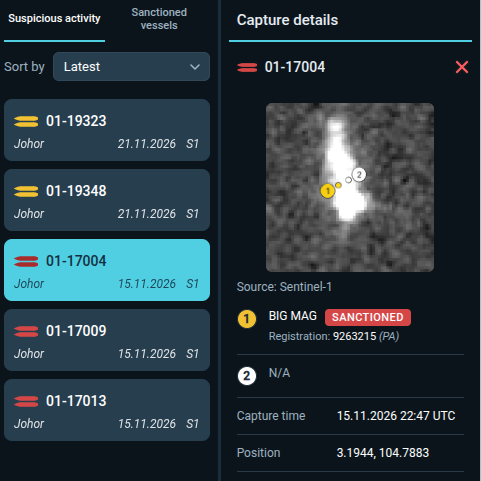 Suspicious activity
Sanctioned
vessels
Sort by
Latest
01-19323
Johor 21.11.2026 S1
01-19348
Johor 21.11.2026 S1
01-17004
Johor 15.11.2026 S1
01-17009
Johor 15.11.2026 S1
01-17013
Johor 15.11.2026 S1
Capture details
01-17004
1
2
Source: Sentinel-1
1 BIG MAG SANCTIONED
Registration: 9263215 (PA)
2 N/A
Capture time 15.11.2026 22:47 UTC
Position 3.1944, 104.7883